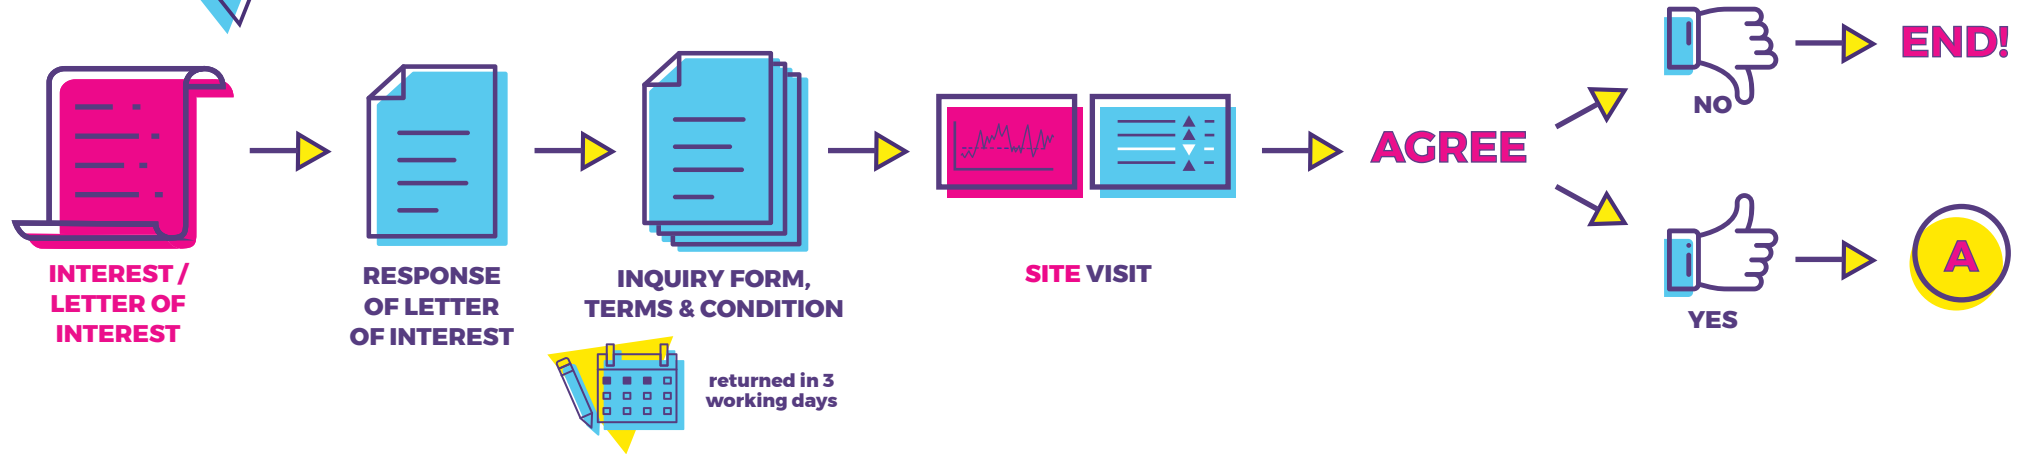 INTEREST /
LETTER OF
INTEREST
RESPONSE
OF LETTER
OF INTEREST
INQUIRY FORM,
TERMS & CONDITION
returned in 3
working days
SITE VISIT
AGREE
NO
END!
YES
A